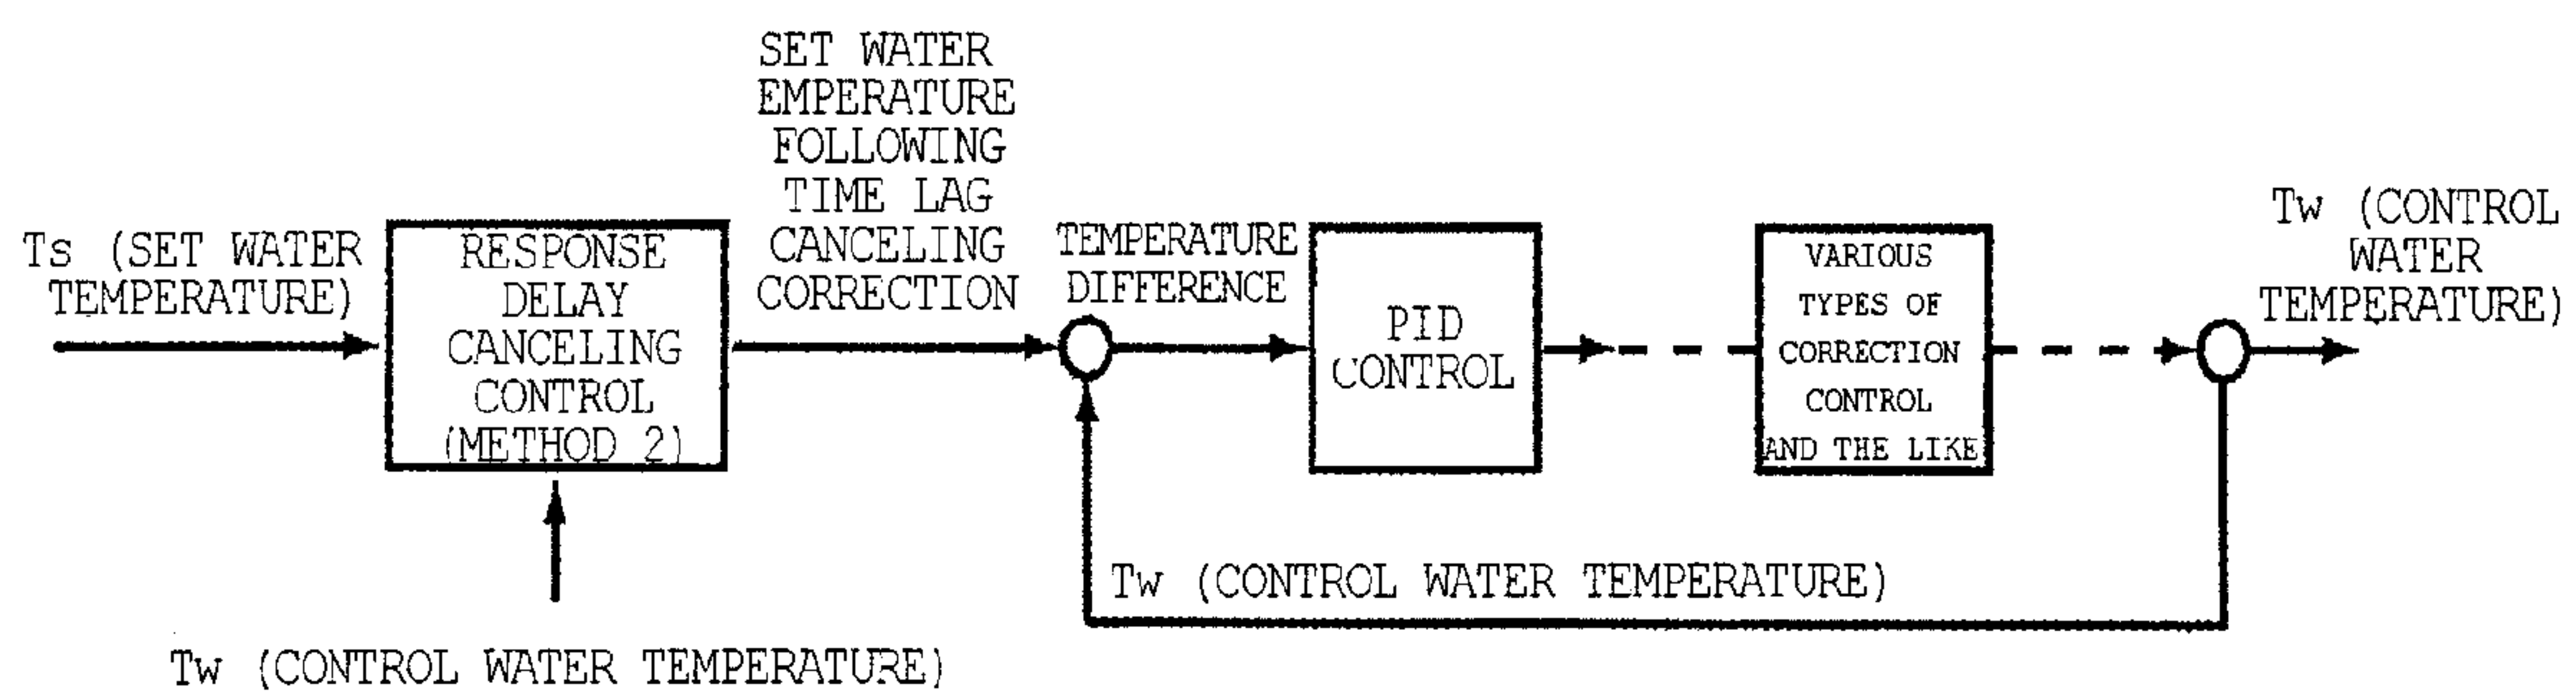 Ts (SET WATER
TEMPERATURE)
RESPONSE
DELAY
CANCELING
CONTROL
(METHOD 2)
Tw (CONTROL WATER TEMPERATURE)
SET WATER
EMPERATURE
FOLLOWING
TIME LAG
CANCELING
CORRECTION
TEMPERATURE
DIFFERENCE
PID
CONTROL
VARIOUS
TYPES OF
CORRECTION
CONTROL
AND THE LIKE
Tw (CONTROL
WATER
TEMPERATURE)
Tw (CONTROL WATER TEMPERATURE)